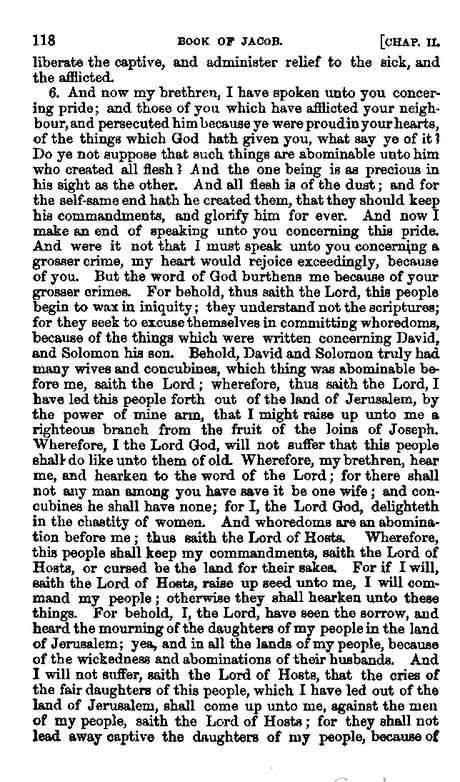 118 BOOK OF JACOB. [CHAP. II.
liberate the captive, and administer relief to the sick, and
the afflicted.
6. And now my brethren, I have spoken unto you concer-
ing pride; and those of you which have afflicted your neigh-
bour, and persecuted him because ye were proud in your hearts,
of the things which God hath given you, what say ye of it?
Do ye not suppose that such things are abominable unto him
who created all flesh? And the one being is as precious in
his sight as the other. And all flesh is of the dust; and for
the self-same end hath he created them, that they should keep
his commandments, and glorify him for ever. And now I
make an end of speaking unto you concerning this pride.
And were it not that I must speak unto you concerning a
grosser crime, my heart would rejoice exceedingly, because
of you. But the word of God burthens me because of your
grosser crimes. For behold, thus saith the Lord, this people
begin to wax in iniquity; they understand not the scriptures;
for they seek to excuse themselves in committing whoredoms,
because of the things which were written concerning David,
and Solomon his son. Behold, David and Solomon truly had
many wives and concubines, which thing was abominable be-
fore me, saith the Lord; wherefore, thus saith the Lord, I
have led this people forth out of the land of Jerusalem, by
the power of mine arm, that I might raise up unto me a
righteous branch from the fruit of the loins of Joseph.
Wherefore, I the Lord God, will not suffer that this people
shall do like unto them of old. Wherefore, my brethren, hear
me, and hearken to the word of the Lord; for there shall
not any man among you have save it be one wife; and con-
cubines he shall have none; for I, the Lord God, delighteth
in the chastity of women. And whoredoms are an abomina-
tion before me; thus saith the Lord of Hosts. Wherefore,
this people shall keep my commandments, saith the Lord of
Hosts, or cursed be the land for their sakes. For if I will,
saith the Lord of Hosts, raise up seed unto me, I will com-
mand my people; otherwise they shall hearken unto these
things. For behold, I, the Lord, have seen the sorrow, and
heard the mourning of the daughters of my people in the land
of Jerusalem; yea, and in all the lands of my people, because
of the wickedness and abominations of their husbands. And
I will not suffer, saith the Lord of Hosts, that the cries of
the fair daughters of this people, which I have led out of the
land of Jerusalem, shall come up unto me, against the men
of my people, saith the Lord of Hosts; for they shall not
lead away captive the daughters of my people, because of